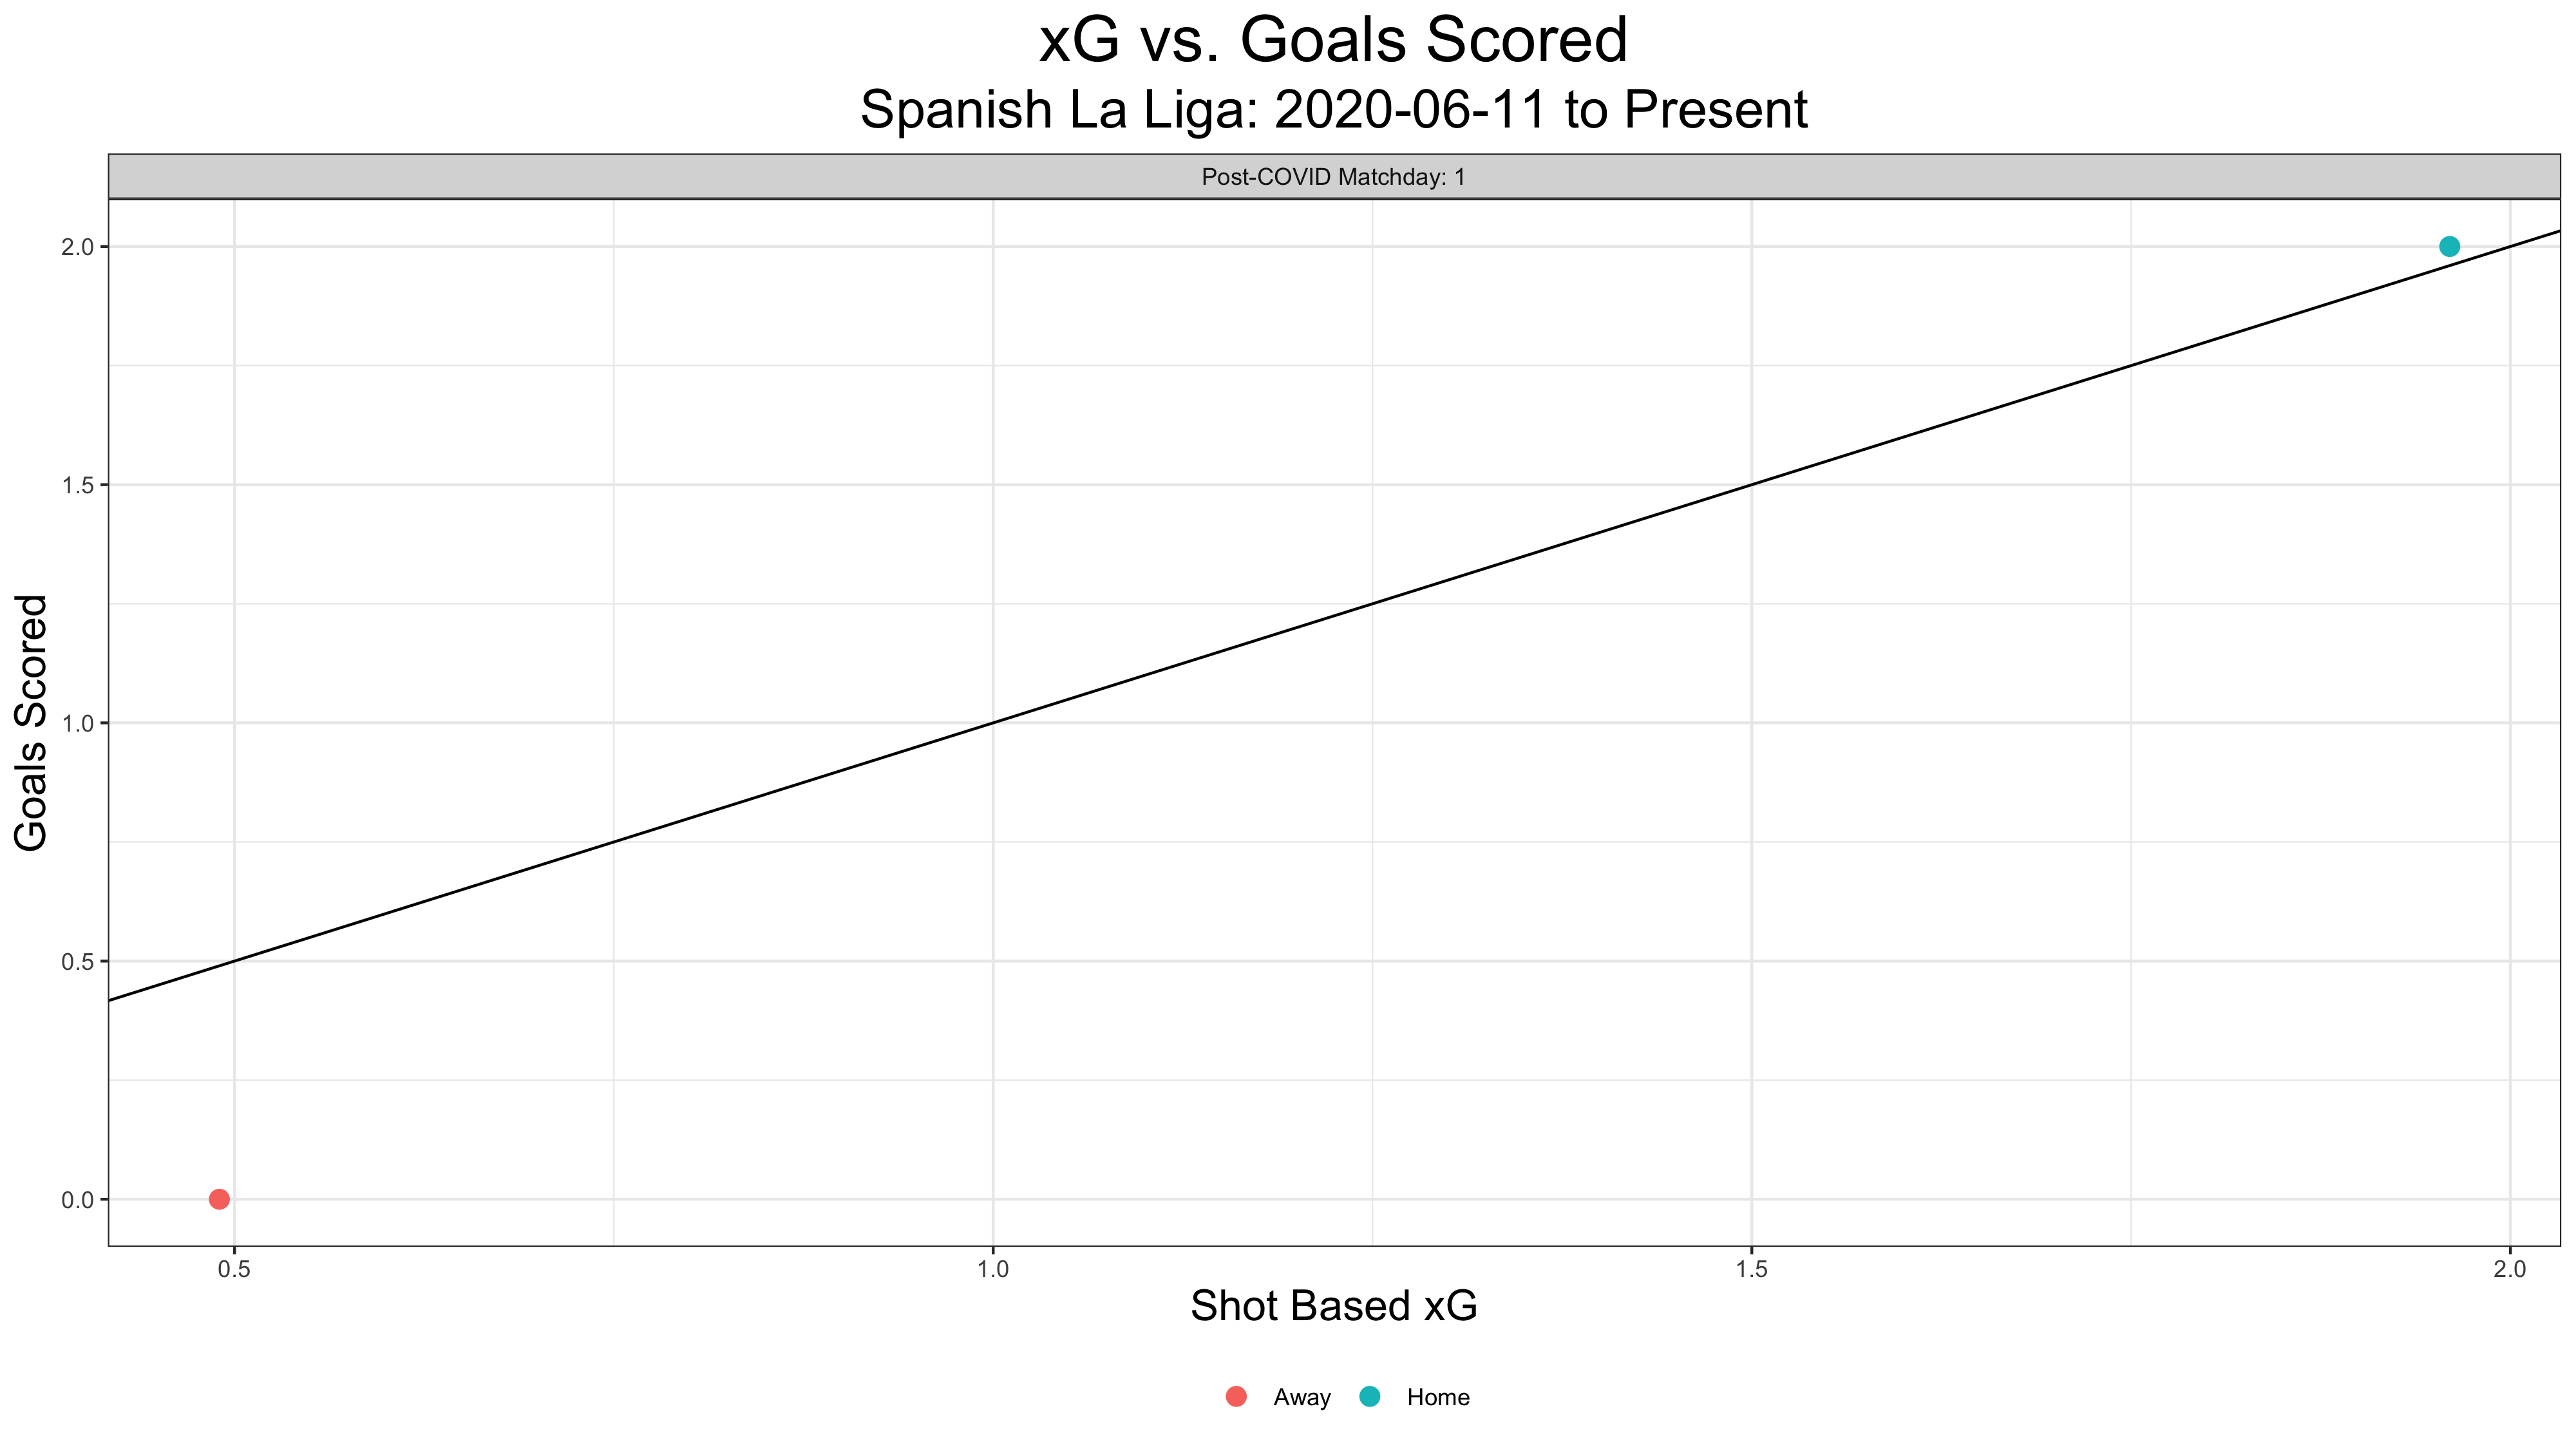 xG vs. Goals Scored
Spanish La Liga: 2020-06-11 to Present
Post-COVID Matchday: 1
2.0
1.5
1.0
0.5
0.0
Goals Scored
0.5 1.0 1.5 2.0
Shot Based xG
Away Home